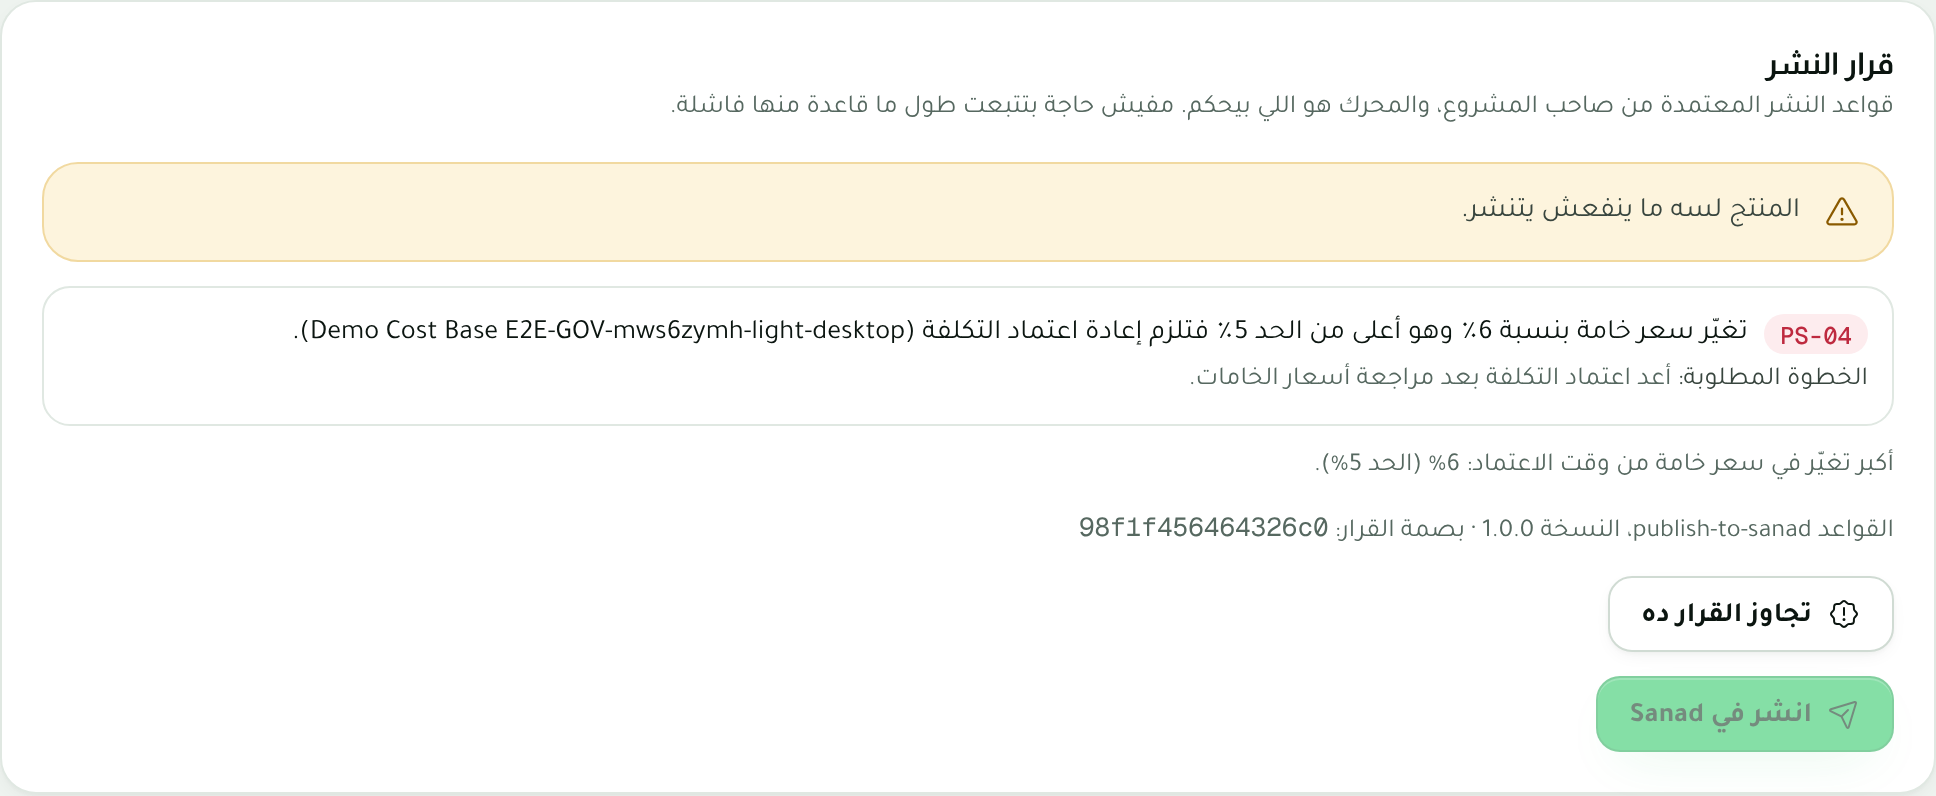 قرار النشر
قواعد النشر المعتمدة من صاحب المشروع، والمحرك هو اللي بيحكم. مفيش حاجة بتتبعت طول ما قاعدة منها فاشلة.
المنتج لسه ما ينفعش يتنشر.
PS-04 تغيّر سعر خامة بنسبة 6٪ وهو أعلى من الحد 5٪ فتلزم إعادة اعتماد التكلفة (Demo Cost Base E2E-GOV-mws6zymh-light-desktop).
الخطوة المطلوبة: أعد اعتماد التكلفة بعد مراجعة أسعار الخامات.
أكبر تغيّر في سعر خامة من وقت الاعتماد: 6% (الحد 5%).
القواعد publish-to-sanad، النسخة 1.0.0 · بصمة القرار: 98f1f456464326c0
تجاوز القرار ده
انشر في Sanad